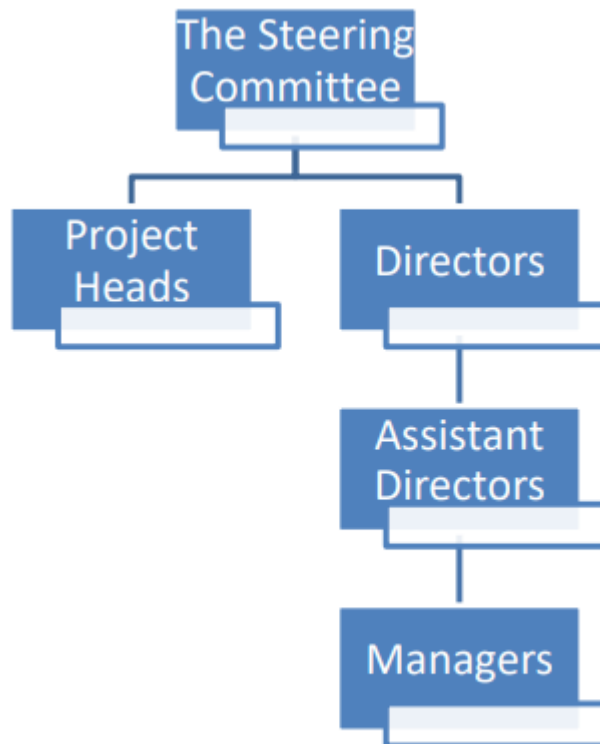 The Steering
Committee
Project
Heads
Directors
Assistant
Directors
Managers